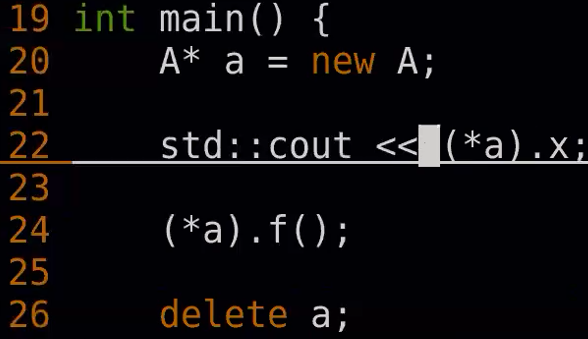 19 int main() {
20     A* a = new A;
21
22     std::cout << (*a).x;
23
24     (*a).f();
25
26     delete a;